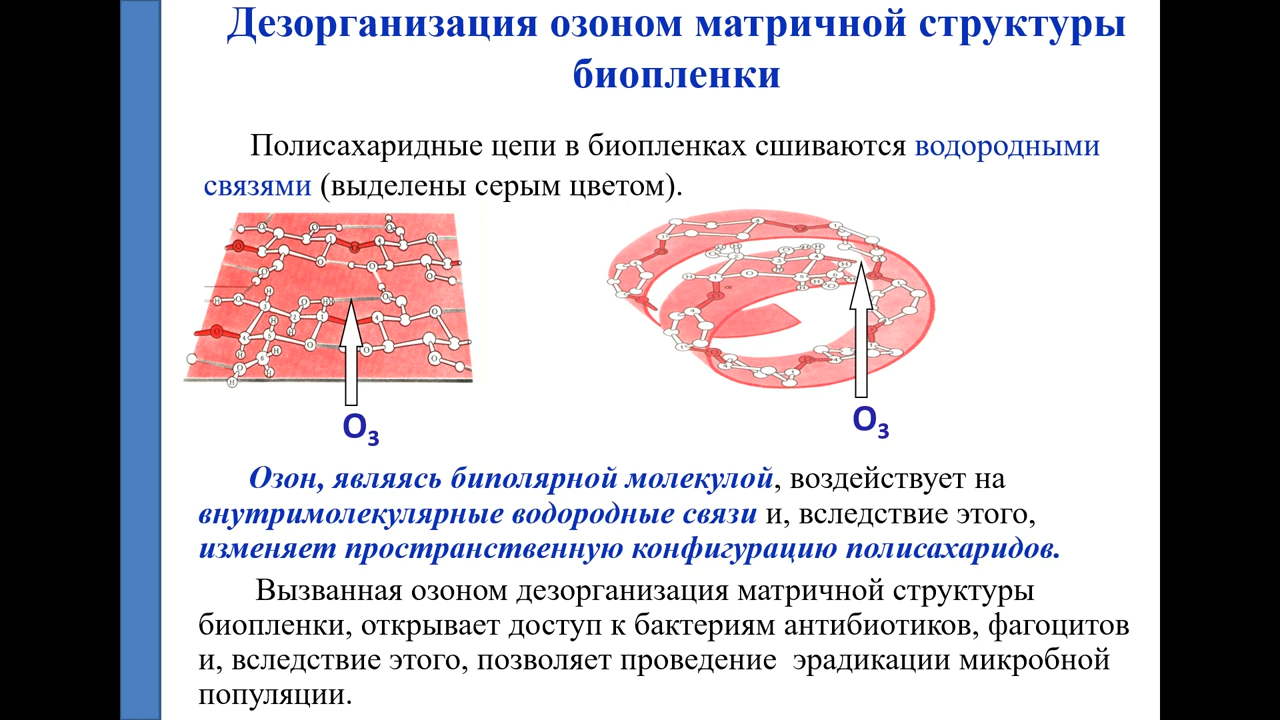 Дезорганизация озоном матричной структуры
биопленки
Полисахаридные цепи в биопленках сшиваются водородными
связями (выделены серым цветом).
O₃
O₃
Озон, являясь биполярной молекулой, воздействует на
внутримолекулярные водородные связи и, вследствие этого,
изменяет пространственную конфигурацию полисахаридов.
Вызванная озоном дезорганизация матричной структуры
биопленки, открывает доступ к бактериям антибиотиков, фагоцитов
и, вследствие этого, позволяет проведение эрадикации микробной
популяции.